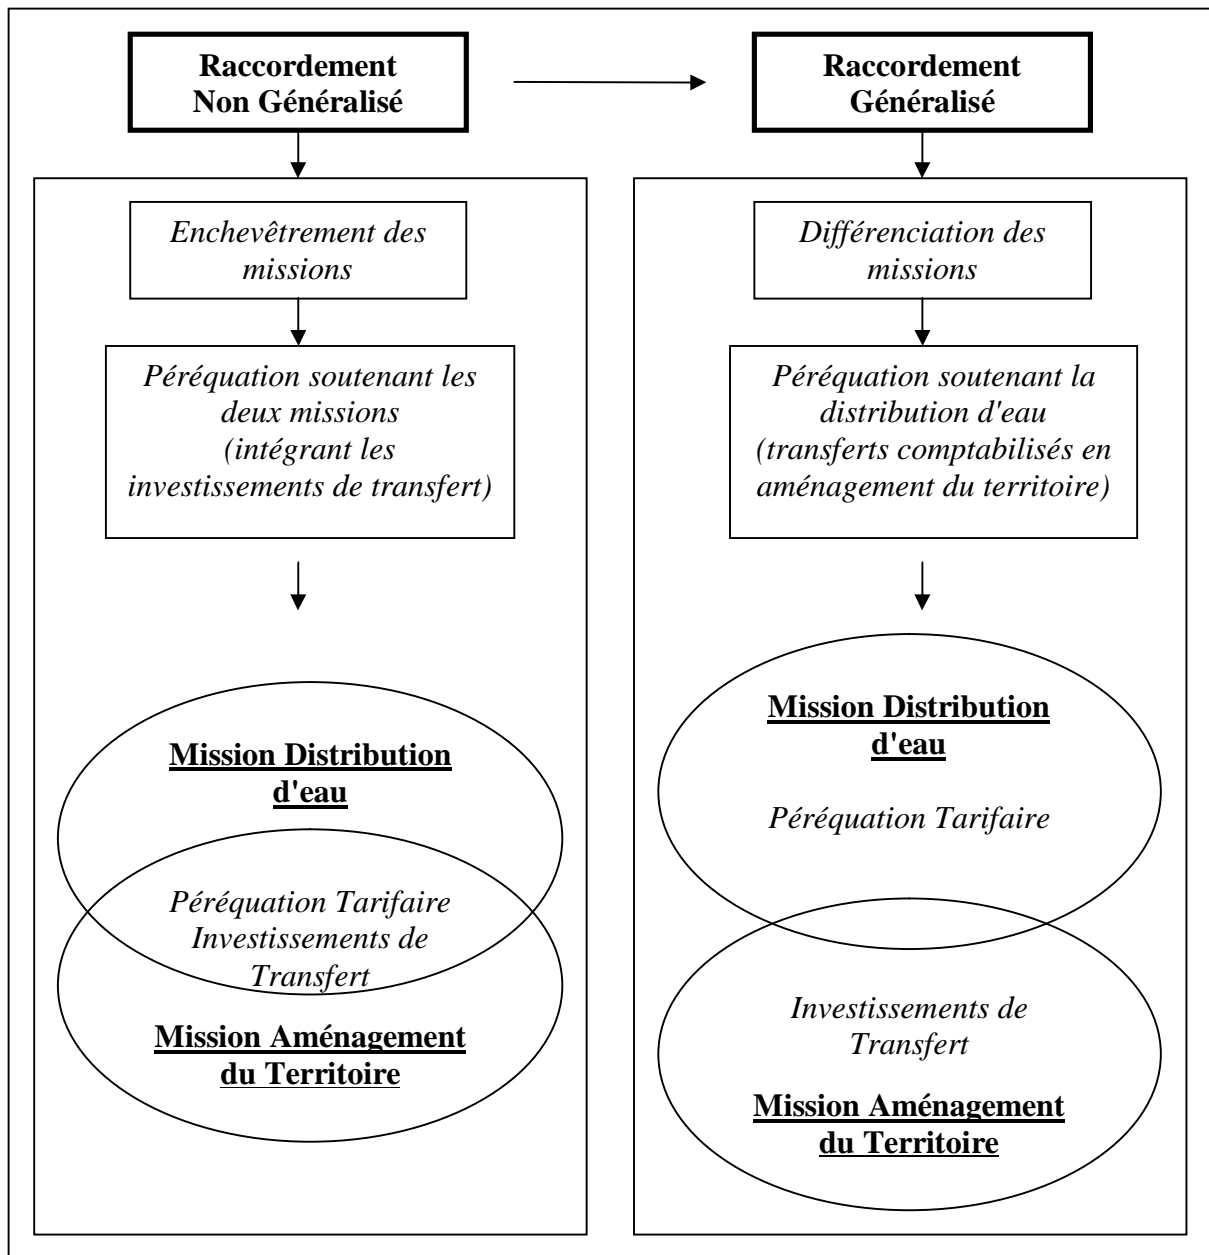 Raccordement
Non Généralisé
Enchevêtrement des
missions
Péréquation soutenant les
deux missions
(intégrant les
investissements de transfert)
Mission Distribution
d'eau
Péréquation Tarifaire
Investissements de
Transfert
Mission Aménagement
du Territoire
Raccordement
Généralisé
Différenciation des
missions
Péréquation soutenant la
distribution d'eau
(transferts comptabilisés en
aménagement du territoire)
Mission Distribution
d'eau
Péréquation Tarifaire
Investissements de
Transfert
Mission Aménagement
du Territoire